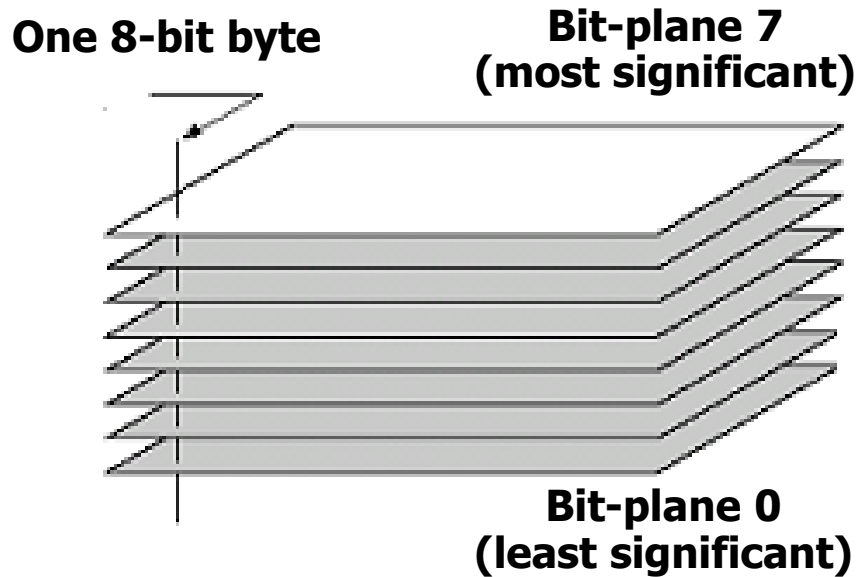 One 8-bit byte
Bit-plane 7
(most significant)
Bit-plane 0
(least significant)